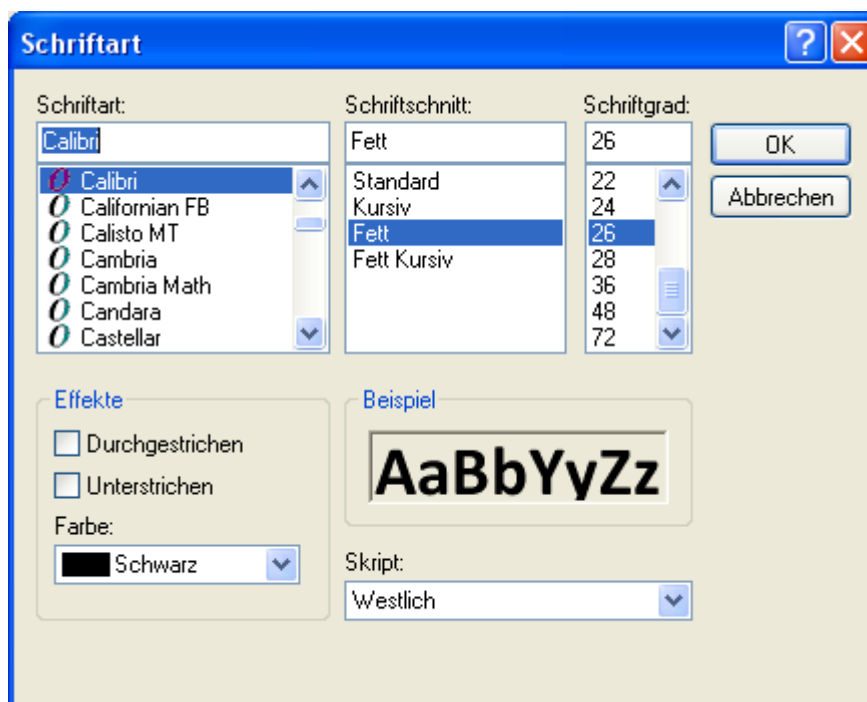 Schriftart
Schriftart:
Calibri
Calibri
Californian FB
Calisto MT
Cambria
Cambria Math
Candara
Castellar
Schriftschnitt:
Fett
Standard
Kursiv
Fett
Fett Kursiv
Schriftgrad:
26
22
24
26
28
36
48
72
OK
Abbrechen
Effekte
Durchgestrichen
Unterstrichen
Farbe:
Schwarz
Beispiel
AaBbYyZz
Skript:
Westlich